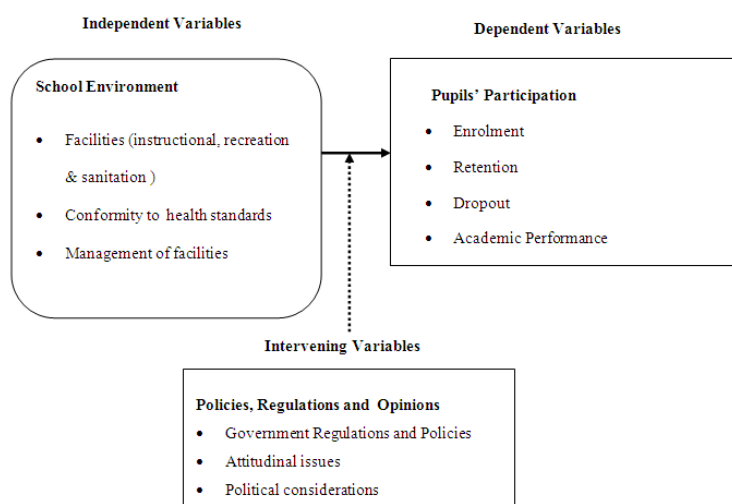 Independent Variables
Dependent Variables
School Environment
• Facilities (instructional, recreation
& sanitation )
• Conformity to health standards
• Management of facilities
Pupils’ Participation
• Enrolment
• Retention
• Dropout
• Academic Performance
Intervening Variables
Policies, Regulations and Opinions
• Government Regulations and Policies
• Attitudinal issues
• Political considerations